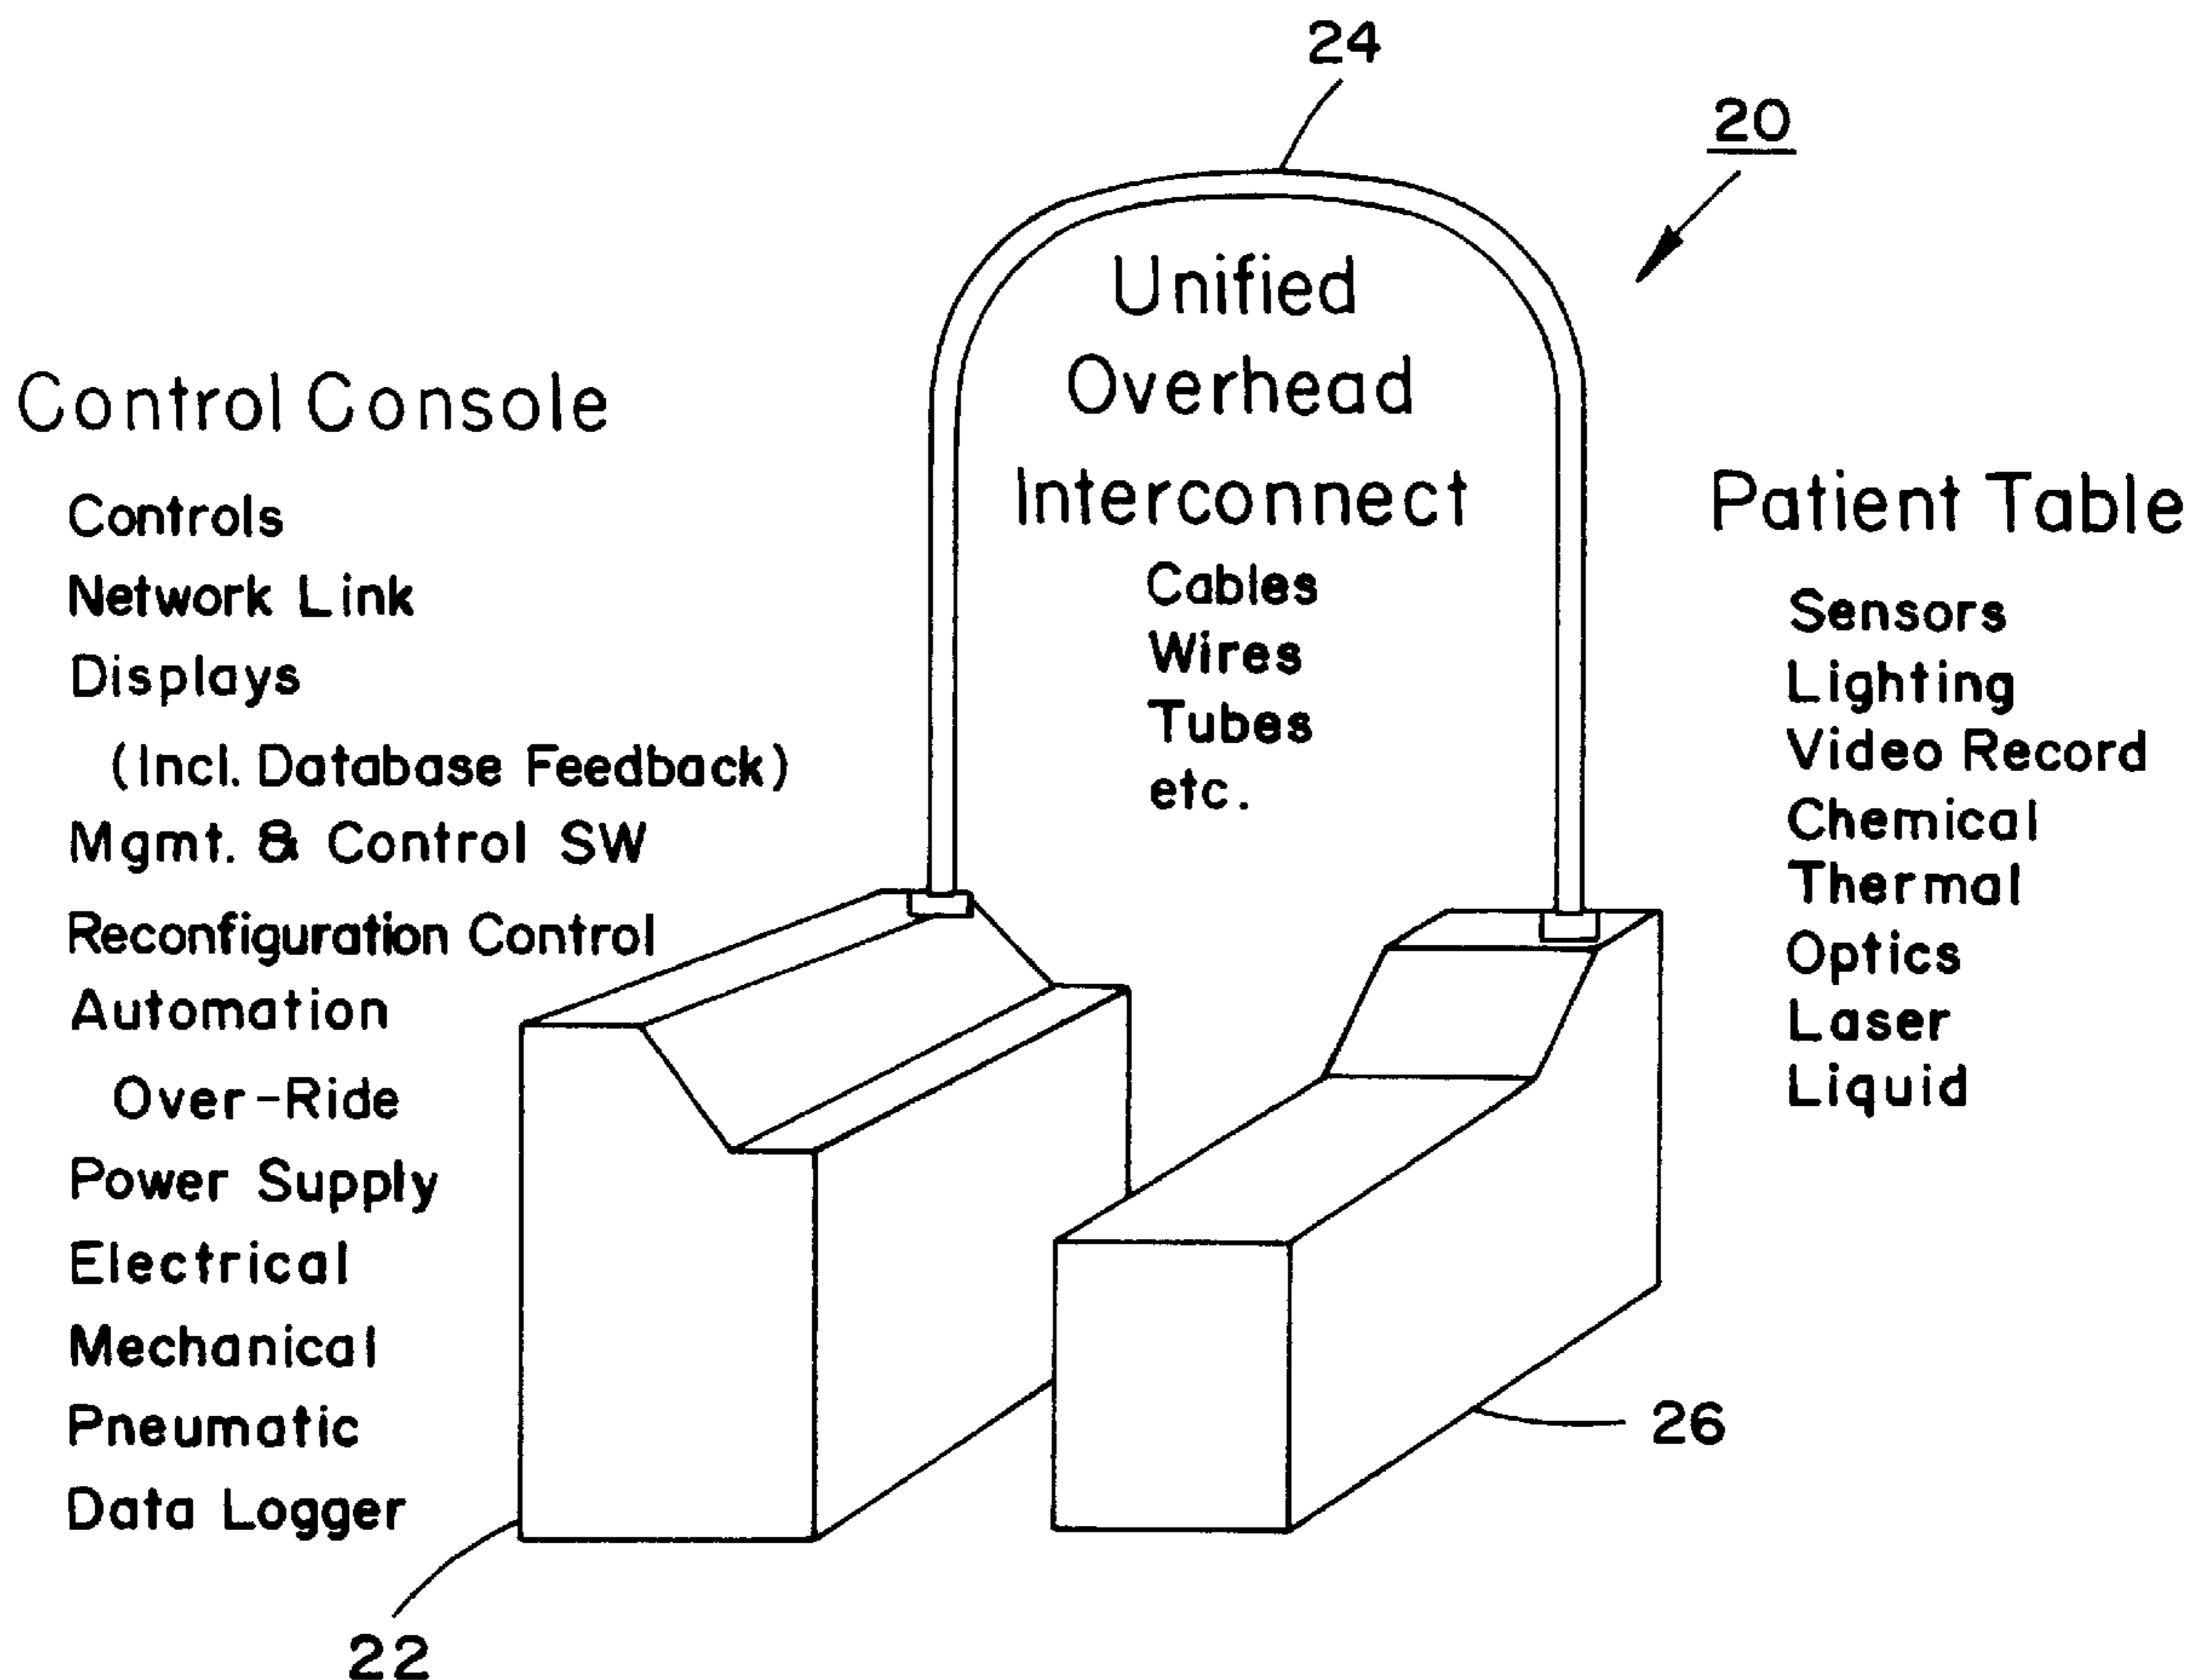 24
20
Unified
Overhead
Interconnect
Cables
Wires
Tubes
etc.
Control Console
Controls
Network Link
Displays
(Incl. Database Feedback)
Mgmt. & Control SW
Reconfiguration Control
Automation
Over-Ride
Power Supply
Electrical
Mechanical
Pneumatic
Data Logger
22
Patient Table
Sensors
Lighting
Video Record
Chemical
Thermal
Optics
Laser
Liquid
26